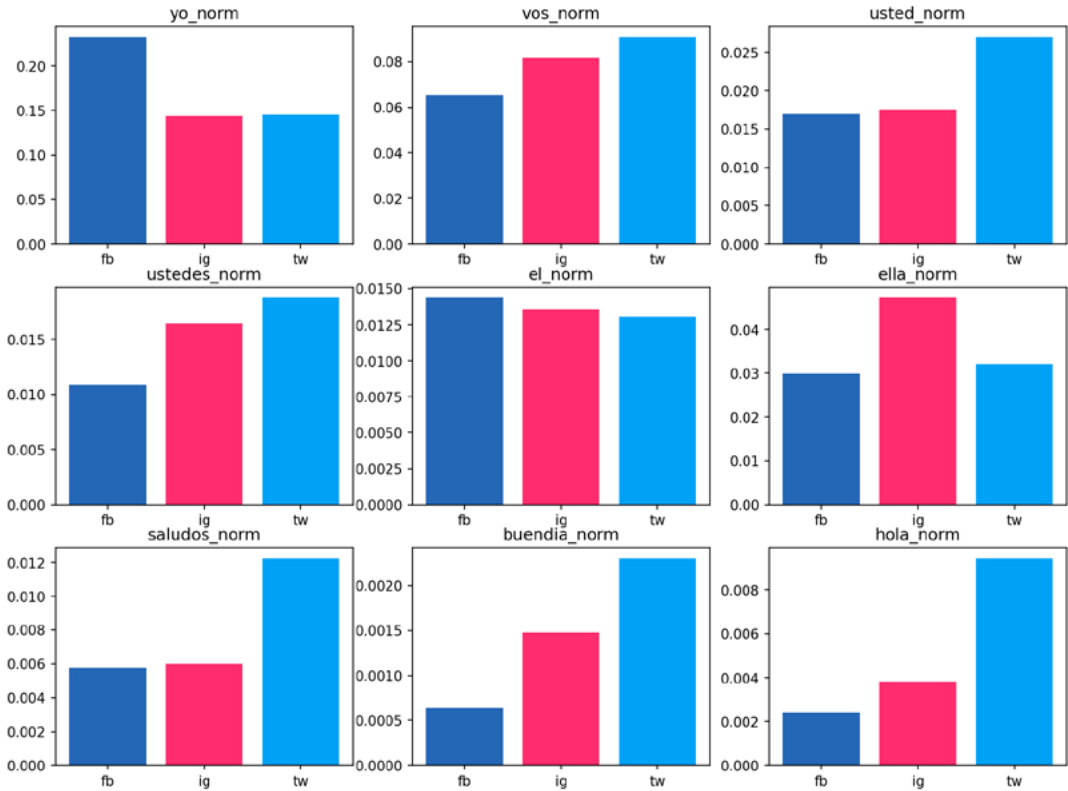 yo_norm
0.20
0.15
0.10
0.05
0.00
fb ig tw
vos_norm
0.08
0.06
0.04
0.02
0.00
fb ig tw
usted_norm
0.025
0.020
0.015
0.010
0.005
0.000
fb ig tw
ustedes_norm
0.015
0.010
0.005
0.000
fb ig tw
el_norm
0.0150
0.0125
0.0100
0.0075
0.0050
0.0025
0.0000
fb ig tw
ella_norm
0.04
0.03
0.02
0.01
0.00
fb ig tw
saludos_norm
0.012
0.010
0.008
0.006
0.004
0.002
0.000
fb ig tw
buendia_norm
0.0020
0.0015
0.0010
0.0005
0.0000
fb ig tw
hola_norm
0.008
0.006
0.004
0.002
0.000
fb ig tw